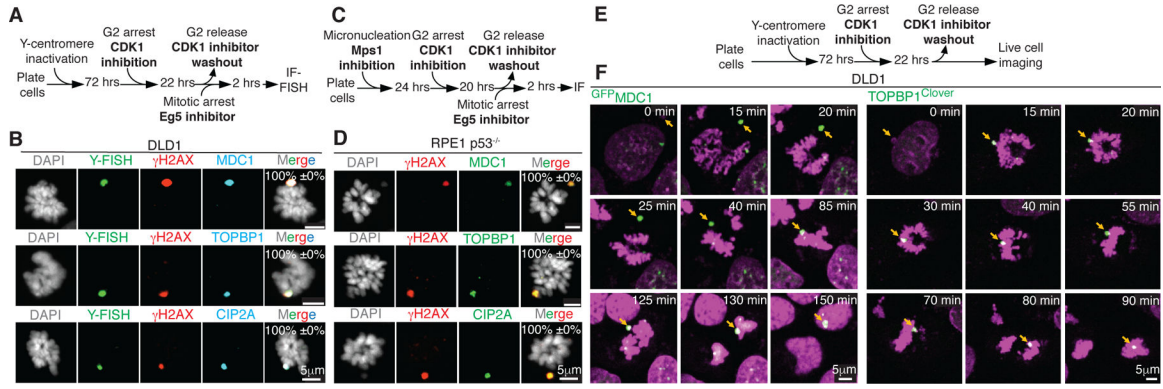 A
Y-centromere
inactivation
G2 arrest
CDK1
inhibition
G2 release
CDK1 inhibitor
washout
Plate
cells
72 hrs
22 hrs
2 hrs
IF-
FISH
Mitotic arrest
Eg5 inhibitor
C
Micronucleation
Mps1
inhibition
G2 arrest
CDK1
inhibition
G2 release
CDK1 inhibitor
washout
Plate
cells
24 hrs
20 hrs
2 hrs
IF
Mitotic arrest
Eg5 inhibitor
E
Y-centromere
inactivation
G2 arrest
CDK1
inhibition
G2 release
CDK1 inhibitor
washout
Plate
cells
72 hrs
22 hrs
Live cell
imaging
B
DLD1
DAPI Y-FISH γH2AX MDC1 Merge
100% ±0%
DAPI Y-FISH γH2AX TOPBP1 Merge
100% ±0%
DAPI Y-FISH γH2AX CIP2A Merge
100% ±0%
5μm
D
RPE1 p53-/-
DAPI γH2AX MDC1 Merge
100% ±0%
DAPI γH2AX TOPBP1 Merge
100% ±0%
DAPI γH2AX CIP2A Merge
100% ±0%
5μm
F
DLD1
GFPMDC1
0 min 15 min 20 min
25 min 40 min 85 min
125 min 130 min 150 min
5μm
TOPBP1Clover
0 min 15 min 20 min
30 min 40 min 55 min
70 min 80 min 90 min
5μm